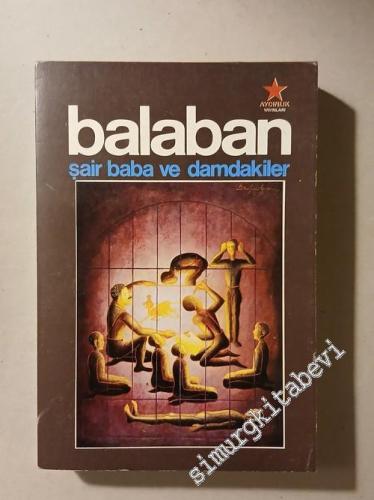 AYDINLIK
YAYINLARI
balaban
şair baba ve damdakiler
simurgkitabevi